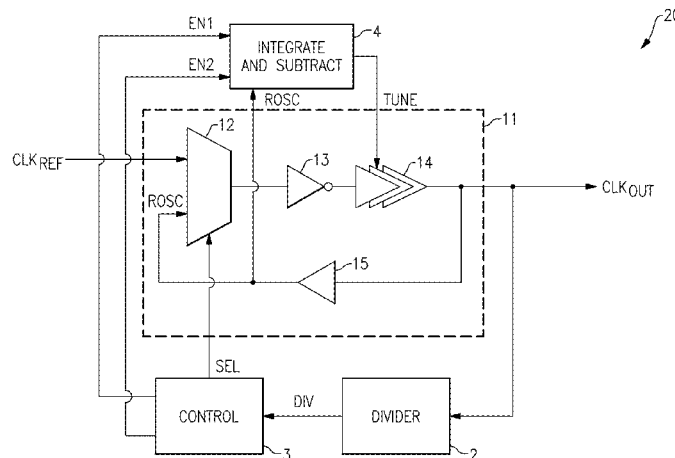 20
EN1
4
INTEGRATE
AND SUBTRACT
EN2
ROSC
TUNE
11
12
CLKREF
13
14
CLKOUT
ROSC
15
SEL
CONTROL
DIV
DIVIDER
3
2